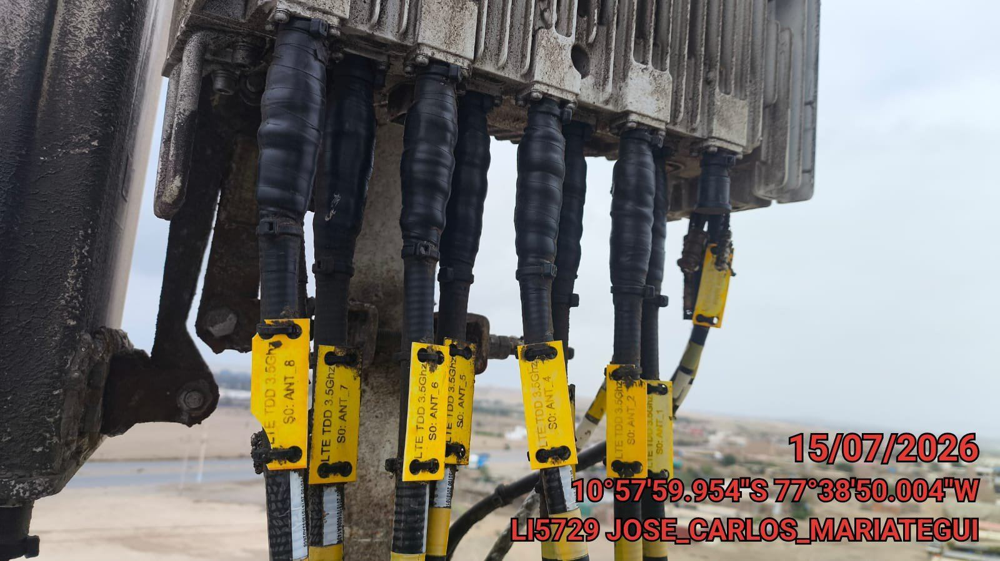 LTE TDD 3.5Ghz
S0: ANT_8
LTE TDD 3.5Ghz
S0: ANT_7
LTE TDD 3.5Ghz
S0: ANT_6
LTE TDD 3.5Ghz
S0: ANT_5
LTE TDD 3.5Ghz
S0: ANT_4
LTE TDD 3.5Ghz
S0: ANT_2
LTE TDD 3.5Ghz
S0: ANT_1
15/07/2026
10°57'59.954"S 77°38'50.004"W
LI5729 JOSE_CARLOS_MARIATEGUI